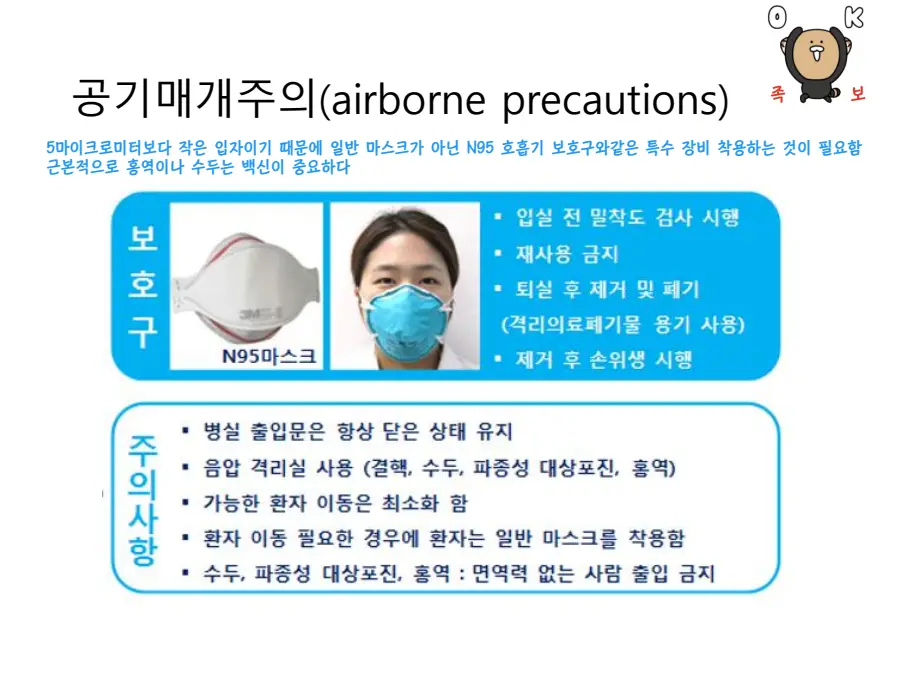 O K
족 보
공기매개주의(airborne precautions)
5마이크로미터보다 작은 입자이기 때문에 일반 마스크가 아닌 N95 호흡기 보호구와같은 특수 장비 착용하는 것이 필요함
근본적으로 홍역이나 수두는 백신이 중요하다
보호구
3M
N95마스크
▪ 입실 전 밀착도 검사 시행
▪ 재사용 금지
▪ 퇴실 후 제거 및 폐기
(격리의료폐기물 용기 사용)
▪ 제거 후 손위생 시행
주의사항
▪ 병실 출입문은 항상 닫은 상태 유지
▪ 음압 격리실 사용 (결핵, 수두, 파종성 대상포진, 홍역)
▪ 가능한 환자 이동은 최소화 함
▪ 환자 이동 필요한 경우에 환자는 일반 마스크를 착용함
▪ 수두, 파종성 대상포진, 홍역 : 면역력 없는 사람 출입 금지